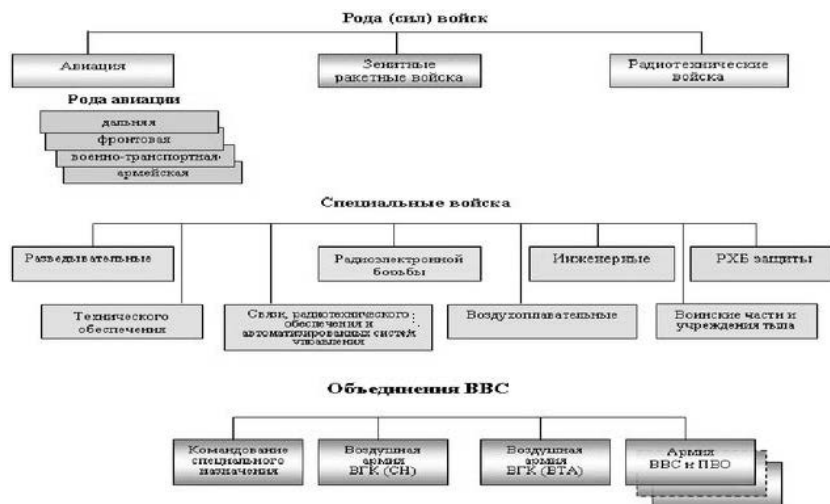 Рода (сил) войск
Авиация
Зенитные
ракетные войска
Радиотехнические
войска
Рода авиации
дальняя
фронтовая
военно-транспортная
армейская
Специальные войска
Разведывательные
Радиоэлектронной
борьбы
Инженерные
РХБ защиты
Технического
обеспечения
Связи, радиотехнического
обеспечения и
автоматизированных систем
управления
Воздухоплавательные
Воинские части и
учреждения тыла
Объединения ВВС
Командование
специального
назначения
Воздушная
армия
ВГК (СН)
Воздушная
армия
ВГК (ВТА)
Армия
ВВС и ПВО